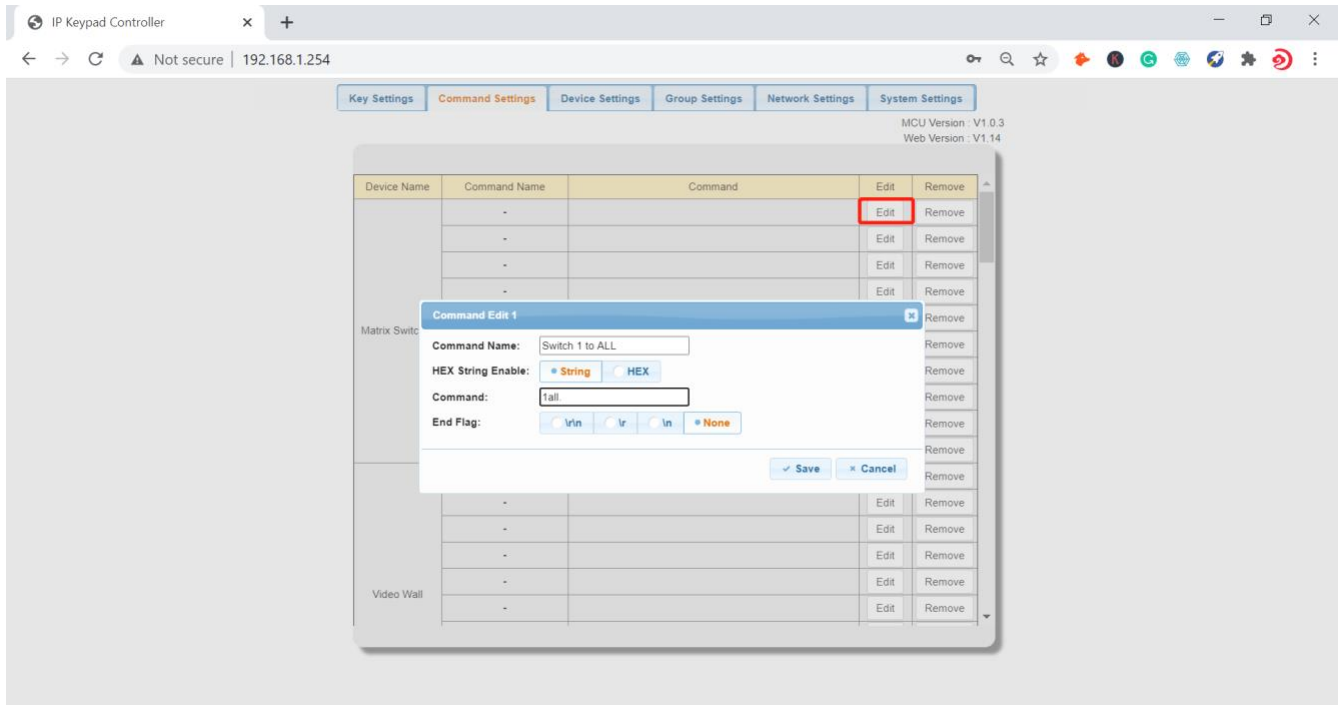 IP Keypad Controller
Not secure | 192.168.1.254
Key Settings Command Settings Device Settings Group Settings Network Settings System Settings
MCU Version : V1.0.3
Web Version : V1.14
Device Name Command Name Command Edit Remove
- Edit Remove
- Edit Remove
- Edit Remove
- Edit Remove
Command Edit 1 Remove
Matrix Switc
Command Name: Switch 1 to ALL Remove
HEX String Enable: String HEX Remove
Command: 1all. Remove
End Flag: \r\n \r \n None Remove
Remove
Save Cancel Remove
- Edit Remove
- Edit Remove
- Edit Remove
- Edit Remove
Video Wall
- Edit Remove